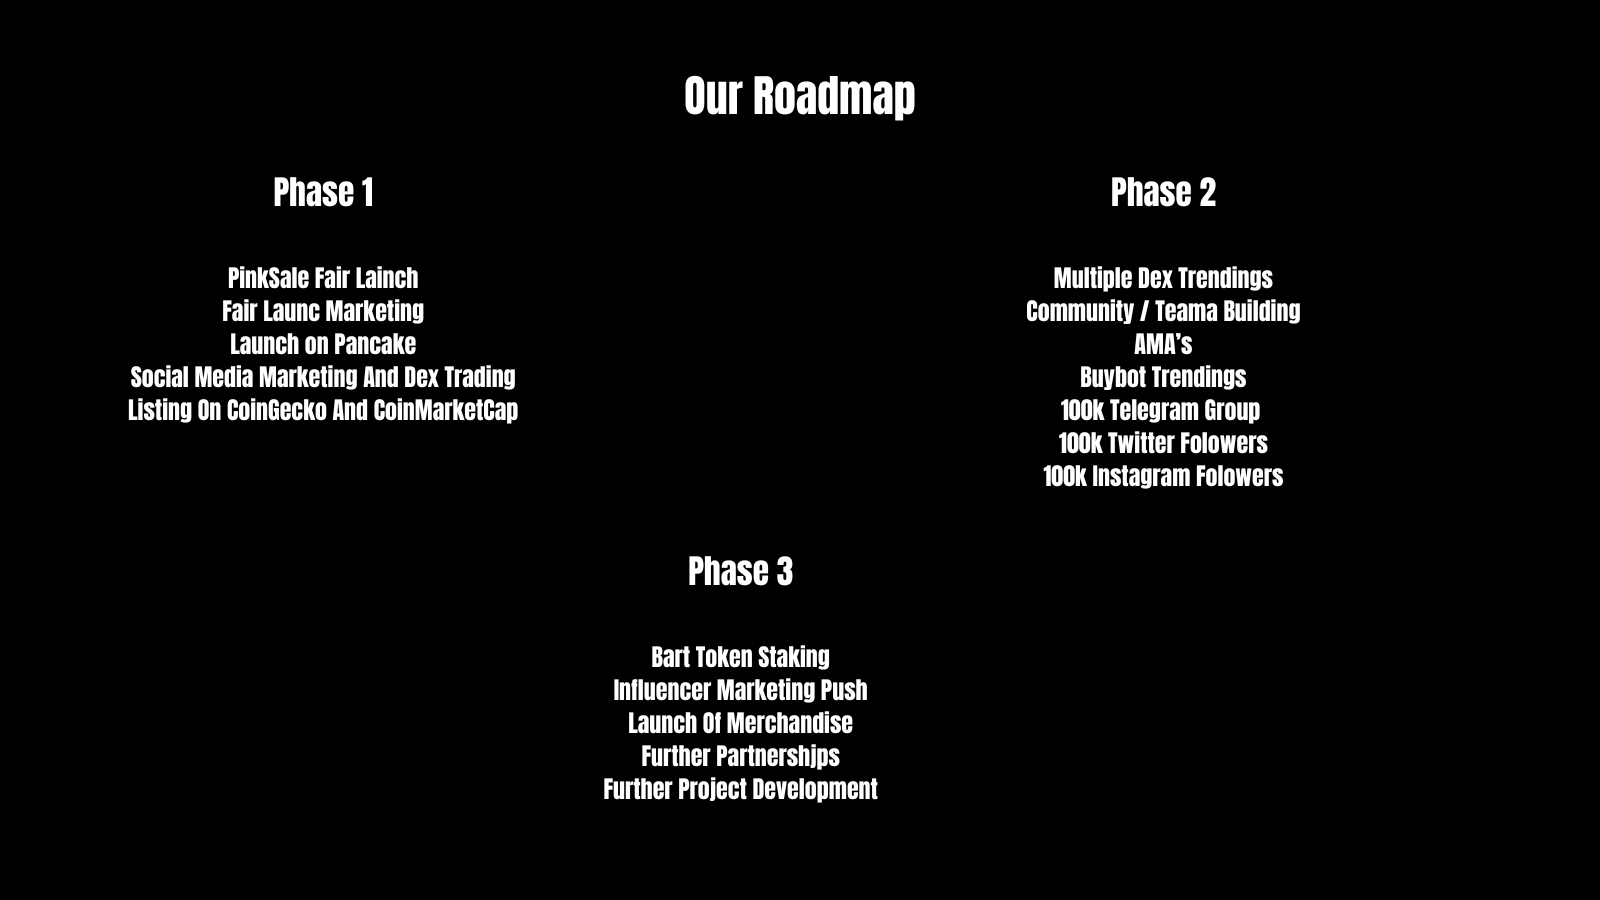 Our Roadmap
Phase 1
PinkSale Fair Lainch
Fair Launc Marketing
Launch on Pancake
Social Media Marketing And Dex Trading
Listing On CoinGecko And CoinMarketCap
Phase 2
Multiple Dex Trendings
Community / Teama Building
AMA’s
Buybot Trendings
100k Telegram Group
100k Twitter Folowers
100k Instagram Folowers
Phase 3
Bart Token Staking
Influencer Marketing Push
Launch Of Merchandise
Further Partnershjps
Further Project Development